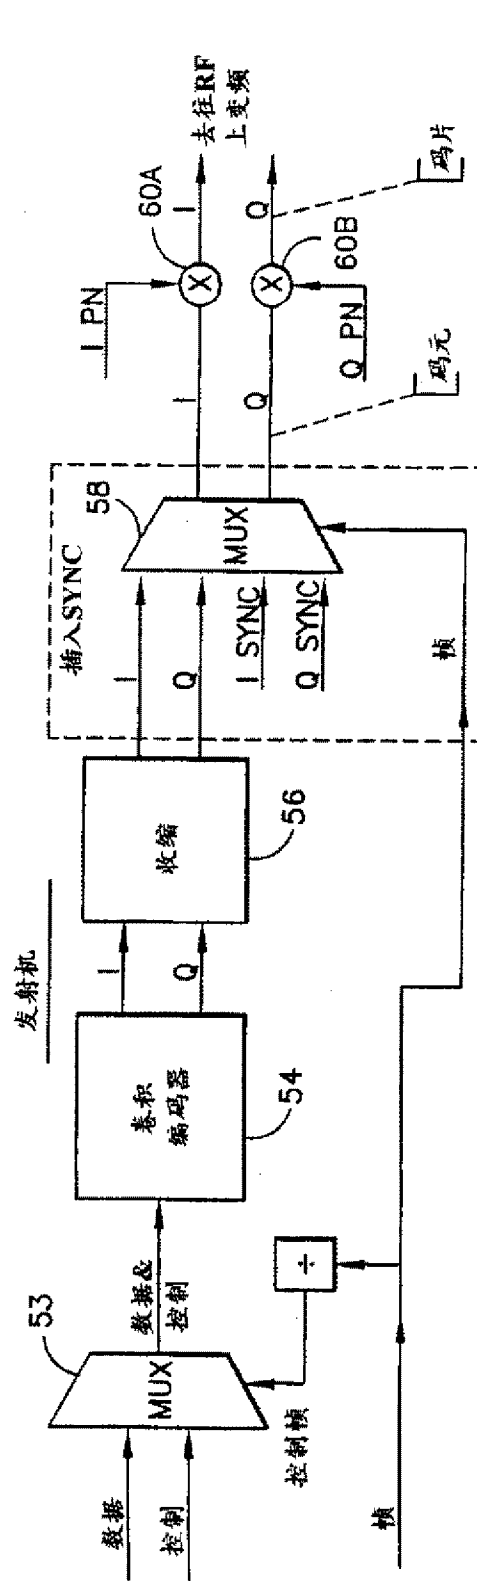 发射机
数据
控制
MUX
53
数据&
控制
卷积
编码器
54
I
Q
收缩
56
I
Q
插入SYNC
I SYNC
Q SYNC
MUX
58
I
Q
I PN
Q PN
X
60A
X
60B
I
Q
去往RF
上变频
码元
码片
控制帧
÷
帧
帧